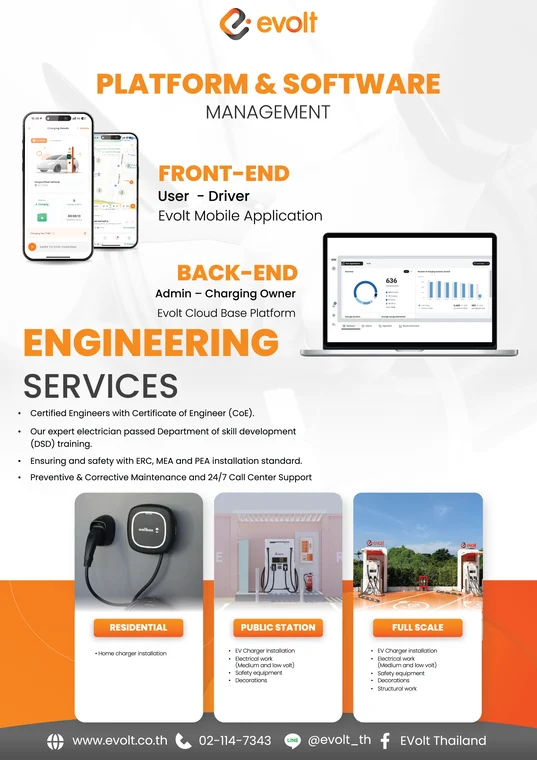 evolt
PLATFORM & SOFTWARE
MANAGEMENT
FRONT-END
User - Driver
Evolt Mobile Application
BACK-END
Admin – Charging Owner
Evolt Cloud Base Platform
636
ENGINEERING
SERVICES
• Certified Engineers with Certificate of Engineer (CoE).
• Our expert electrician passed Department of skill development
(DSD) training.
• Ensuring and safety with ERC, MEA and PEA installation standard.
• Preventive & Corrective Maintenance and 24/7 Call Center Support
wallbox
RESIDENTIAL
• Home charger installation
PUBLIC STATION
• EV Charger installation
• Electrical work
(Medium and low volt)
• Safety equipment
• Decorations
FULL SCALE
• EV Charger installation
• Electrical work
(Medium and low volt)
• Safety equipment
• Decorations
• Structural work
www.evolt.co.th
02-114-7343
LINE
@evolt_th
EVolt Thailand